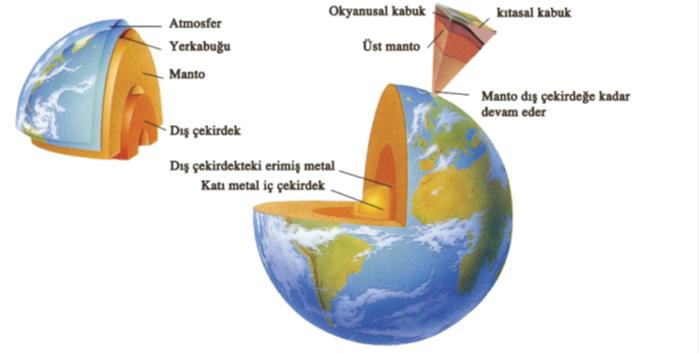 Atmosfer
Yerkabuğu
Manto
Dış çekirdek
Okyanusal kabuk
kıtasal kabuk
Üst manto
Manto dış çekirdeğe kadar
devam eder
Dış çekirdekteki erimiş metal
Katı metal iç çekirdek